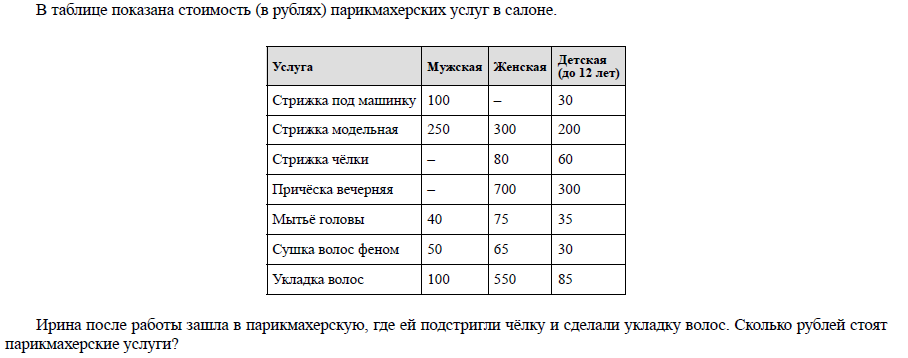 В таблице показана стоимость (в рублях) парикмахерских услуг в салоне.
Услуга Мужская Женская Детская (до 12 лет)
Стрижка под машинку 100 – 30
Стрижка модельная 250 300 200
Стрижка чёлки – 80 60
Причёска вечерняя – 700 300
Мытьё головы 40 75 35
Сушка волос феном 50 65 30
Укладка волос 100 550 85
Ирина после работы зашла в парикмахерскую, где ей подстригли чёлку и сделали укладку волос. Сколько рублей стоят
парикмахерские услуги?